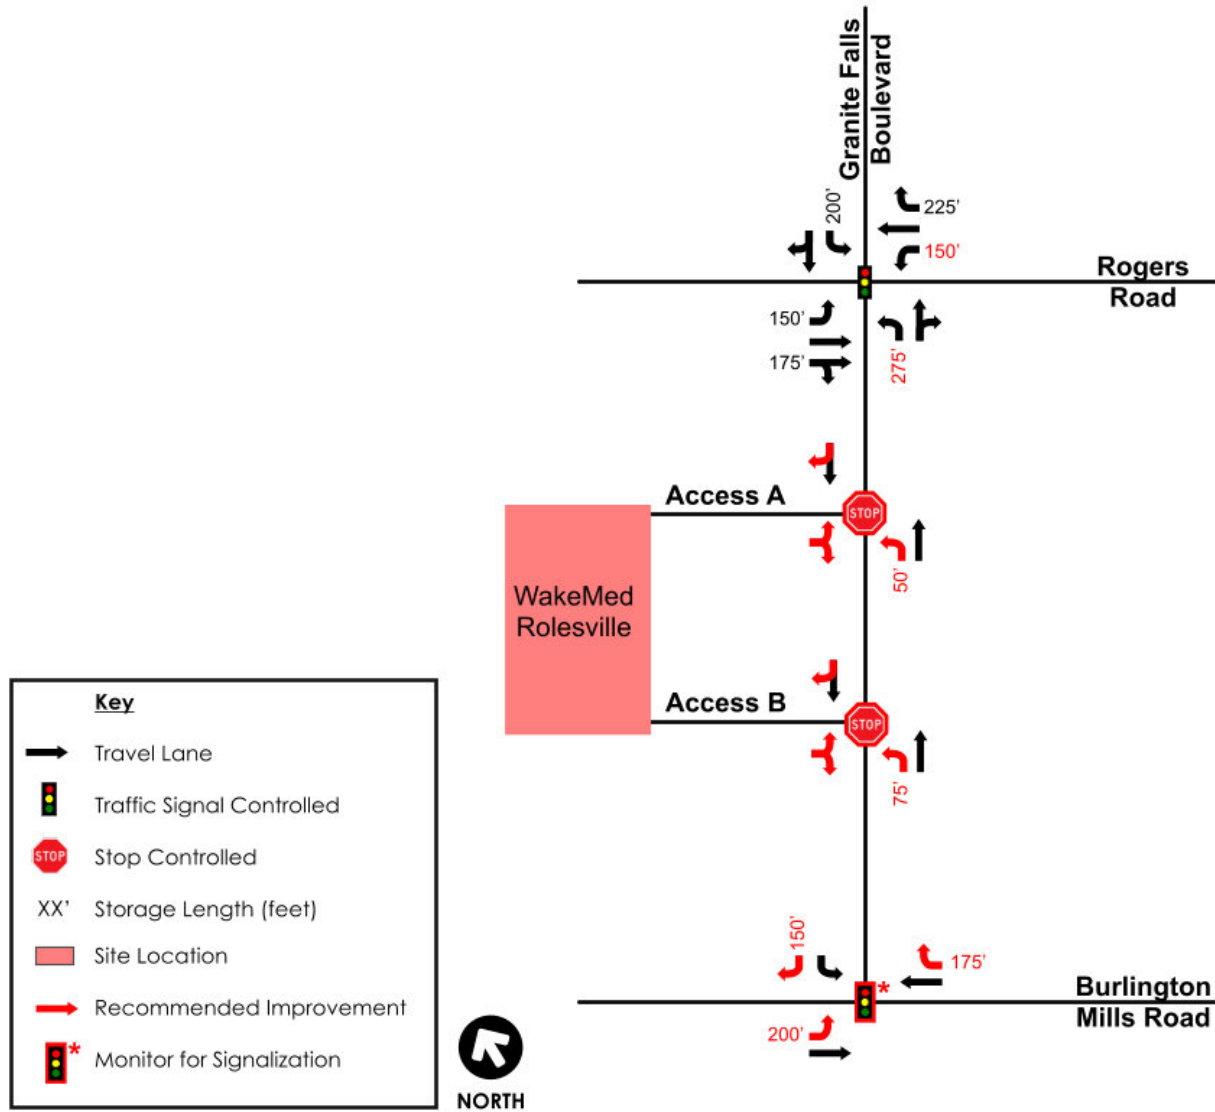 Granite Falls
Boulevard
200'
225'
150'
Rogers
Road
150'
175'
275'
Access A
STOP
50'
WakeMed
Rolesville
Access B
STOP
75'
150'
175'
*
Burlington
Mills Road
200'
Key
Travel Lane
Traffic Signal Controlled
STOP
Stop Controlled
XX' Storage Length (feet)
Site Location
Recommended Improvement
* Monitor for Signalization
NORTH